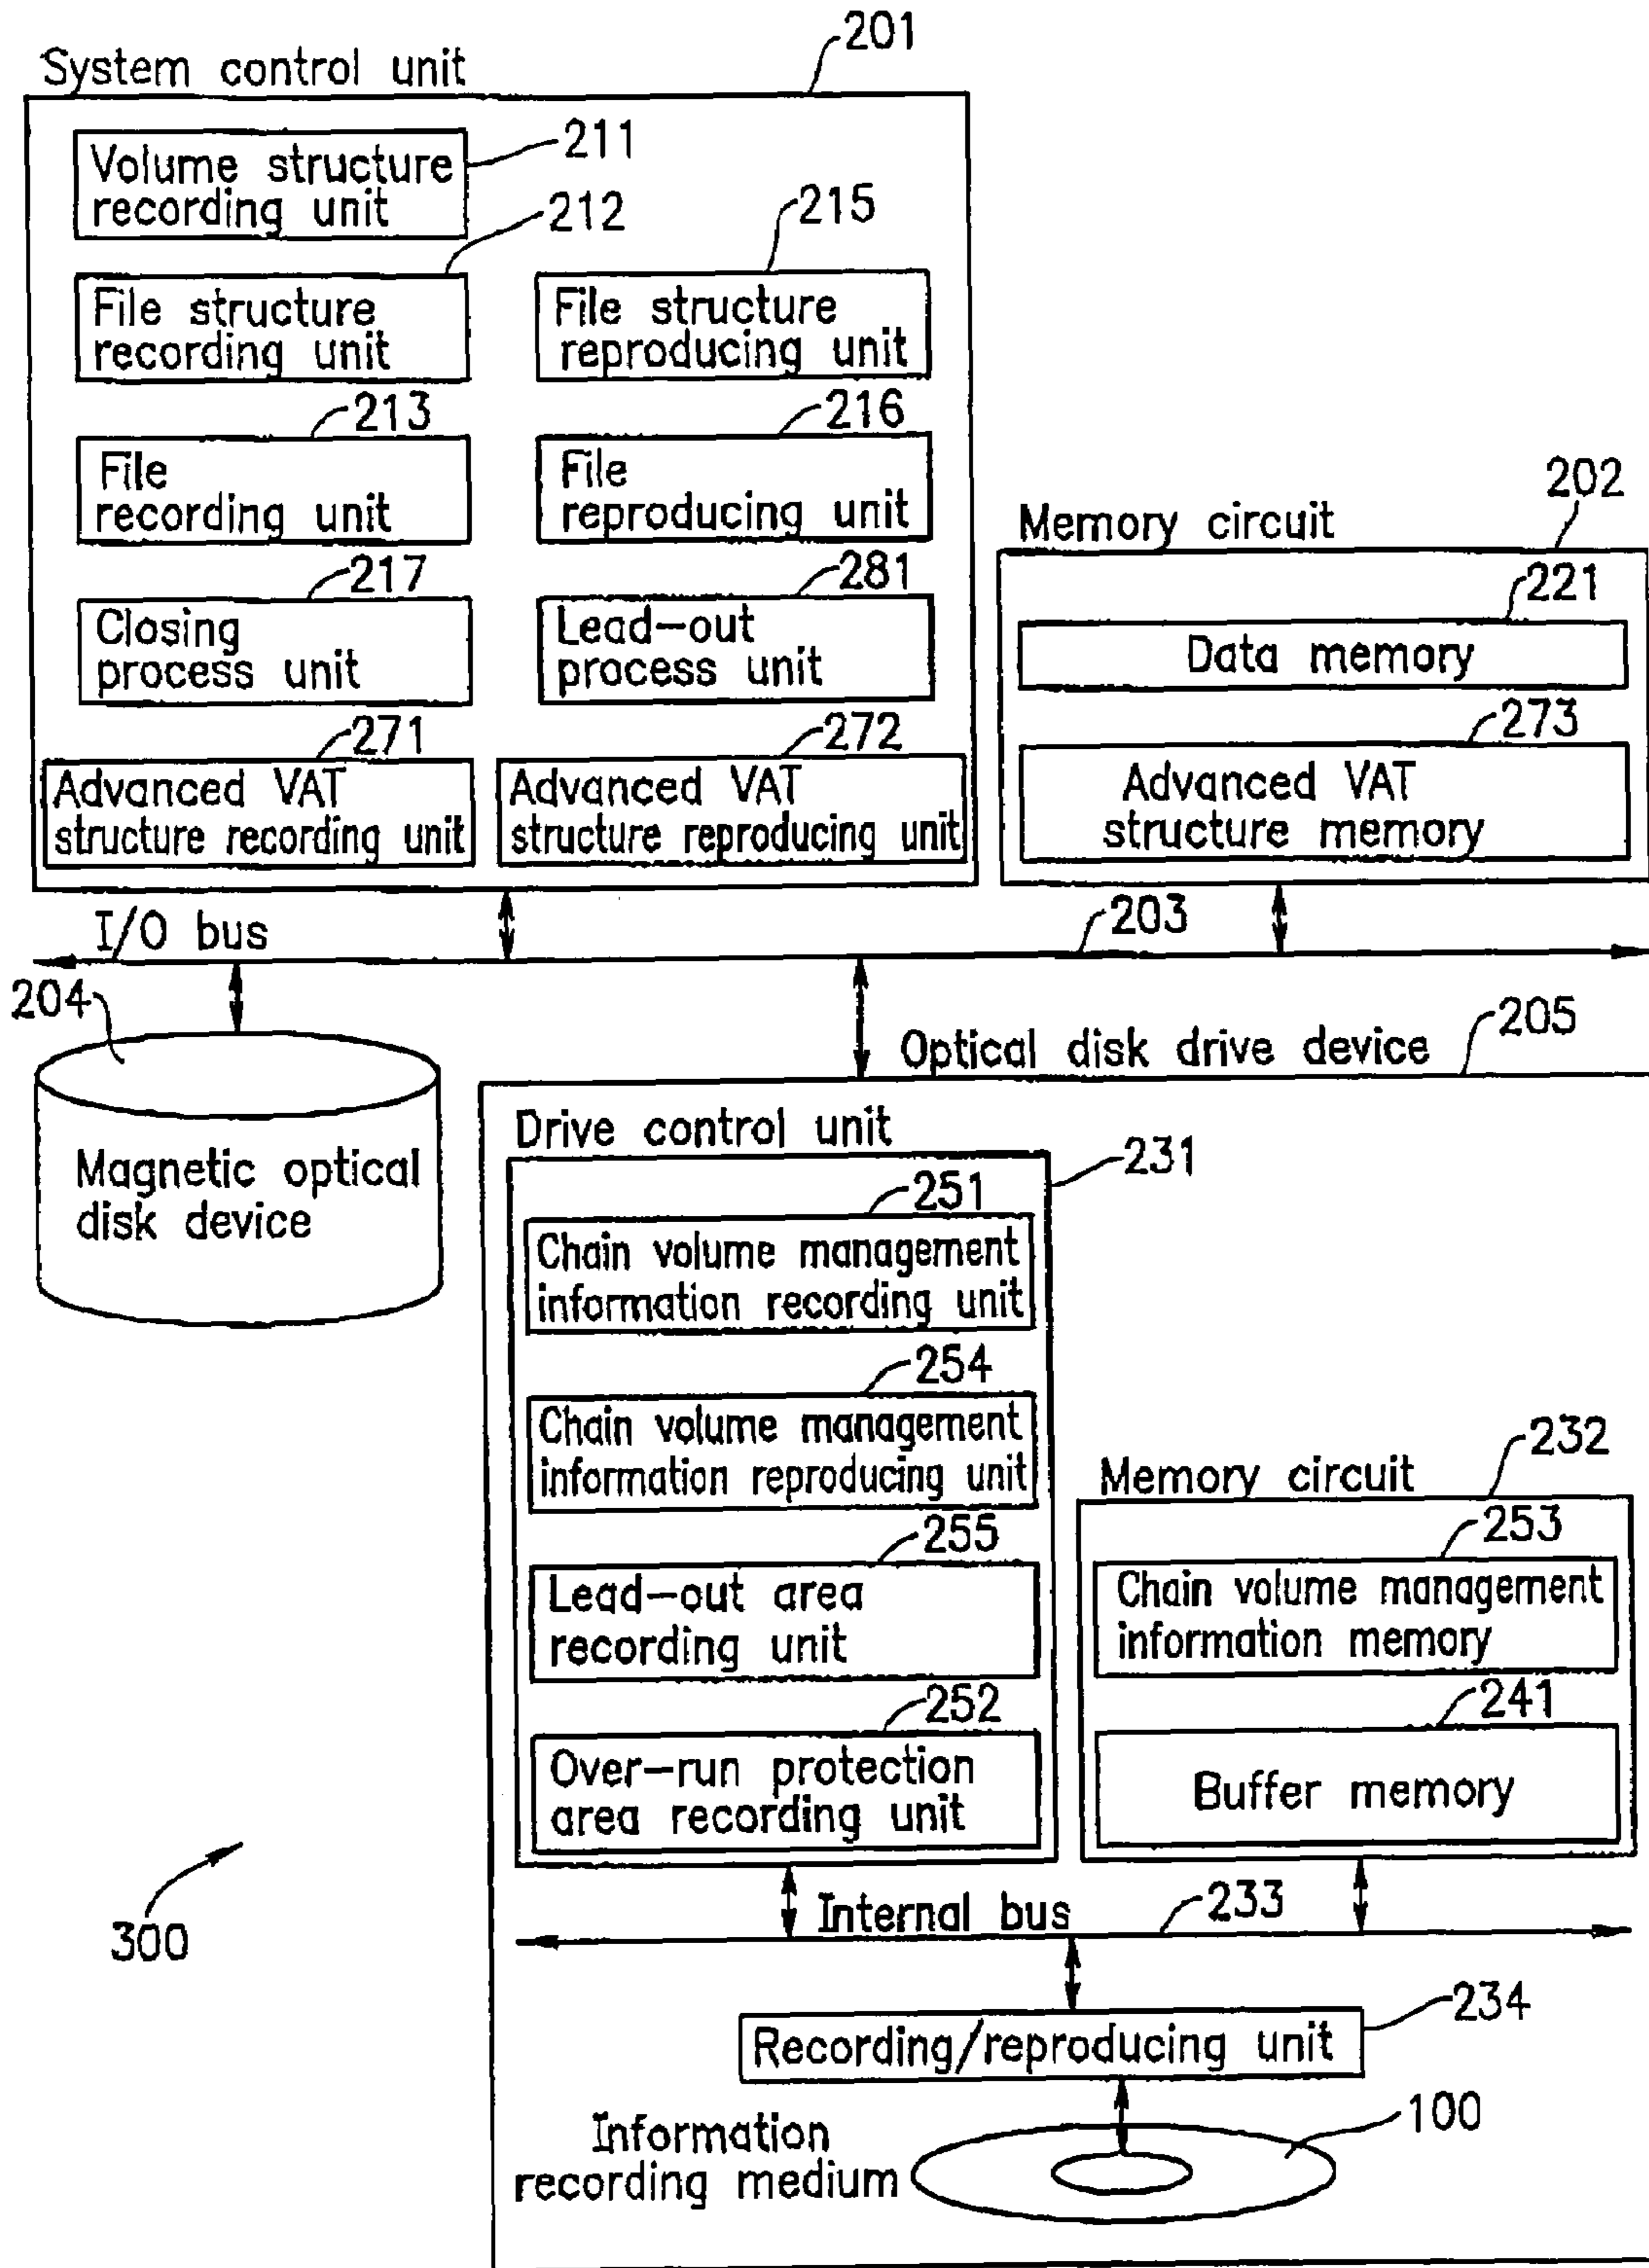 201
System control unit
211
Volume structure
recording unit
212
215
File structure
recording unit
File structure
reproducing unit
213
216
File
recording unit
File
reproducing unit
217
281
Closing
process unit
Lead-out
process unit
271
272
Advanced VAT
structure recording unit
Advanced VAT
structure reproducing unit
202
Memory circuit
221
Data memory
273
Advanced VAT
structure memory
I/O bus
203
204
Magnetic optical
disk device
205
Optical disk drive device
Drive control unit
231
251
Chain volume management
information recording unit
254
Chain volume management
information reproducing unit
255
Lead-out area
recording unit
252
Over-run protection
area recording unit
232
Memory circuit
253
Chain volume management
information memory
241
Buffer memory
300
Internal bus
233
234
Recording/reproducing unit
100
Information
recording medium